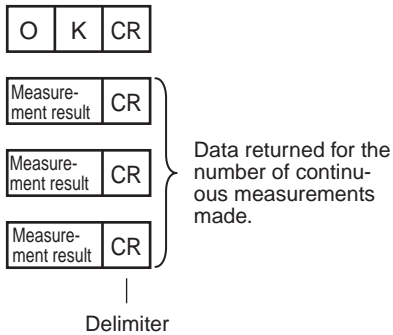 O K CR
Measure-
ment result CR
Measure-
ment result CR
Measure-
ment result CR
Data returned for the
number of continu-
ous measurements
made.
Delimiter